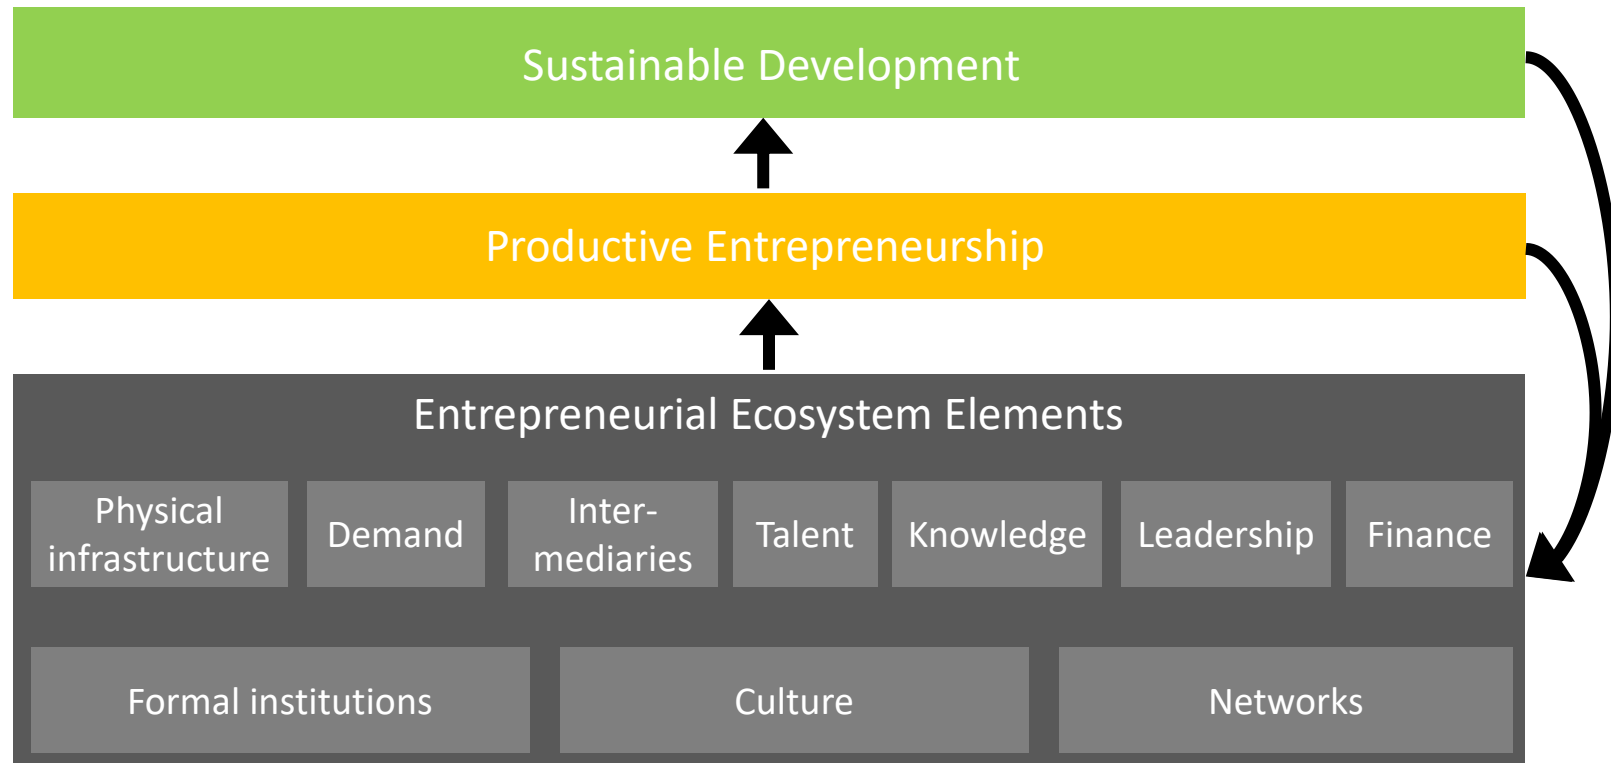 Sustainable Development
Productive Entrepreneurship
Entrepreneurial Ecosystem Elements
Physical
infrastructure
Demand
Inter-
mediaries
Talent
Knowledge
Leadership
Finance
Formal institutions
Culture
Networks